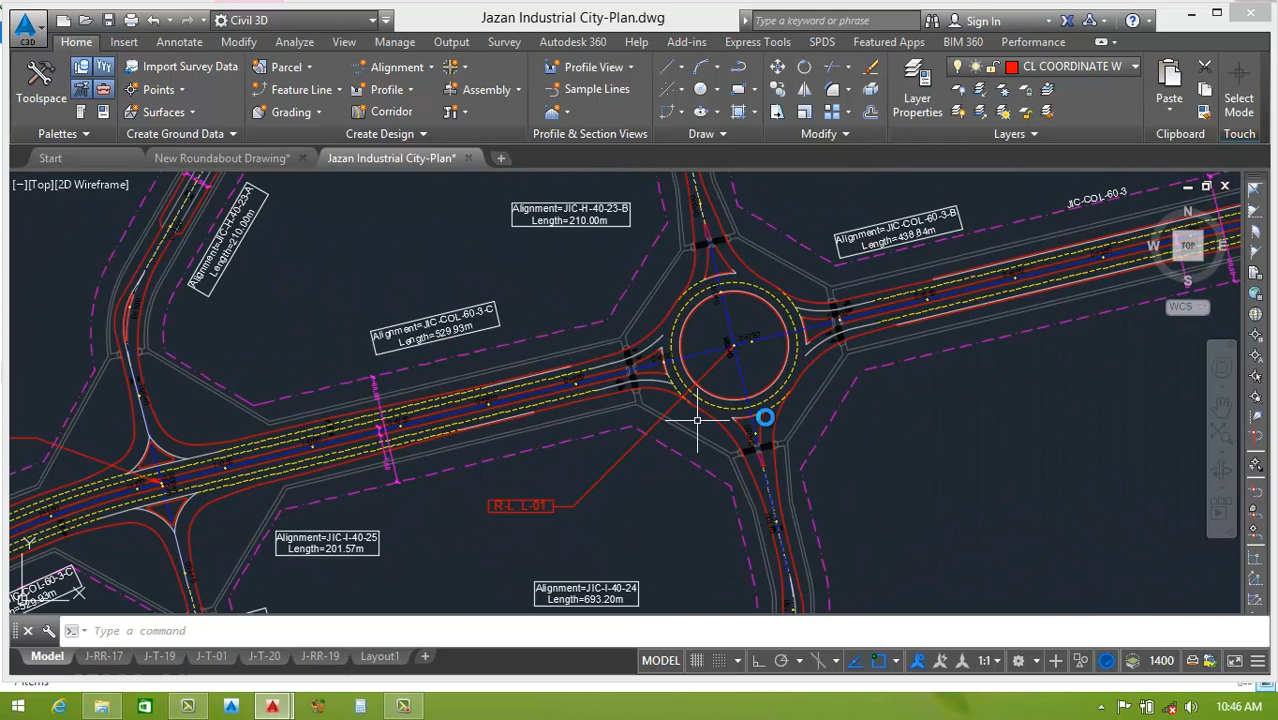 Civil 3D
Jazan Industrial City-Plan.dwg
Type a keyword or phrase
Sign In
C3D
Home
Insert
Annotate
Modify
Analyze
View
Manage
Output
Survey
Autodesk 360
Help
Add-ins
Express Tools
SPDS
Featured Apps
BIM 360
Performance
Toolspace
Import Survey Data
Points
Surfaces
Parcel
Feature Line
Grading
Alignment
Profile
Corridor
Assembly
Profile View
Sample Lines
Layer
Properties
CL COORDINATE W
Paste
Select
Mode
Palettes
Create Ground Data
Create Design
Profile & Section Views
Draw
Modify
Layers
Clipboard
Touch
Start
New Roundabout Drawing*
Jazan Industrial City-Plan*
[−][Top][2D Wireframe]
Alignment=JIC-H-40-23-A
Length=210.00m
Alignment=JIC-H-40-23-B
Length=210.00m
JIC-COL-60-3
Alignment=JIC-COL-60-3-B
Length=438.84m
N
W
TOP
E
S
WCS
Alignment=JIC-COL-60-3-C
Length=529.93m
R-L L-01
Alignment=JIC-I-40-25
Length=201.57m
Alignment=JIC-I-40-24
Length=693.20m
Y
X
Type a command
Model
J-RR-17
J-T-19
J-T-01
J-T-20
J-RR-19
Layout1
MODEL
1:1
1400
10:46 AM